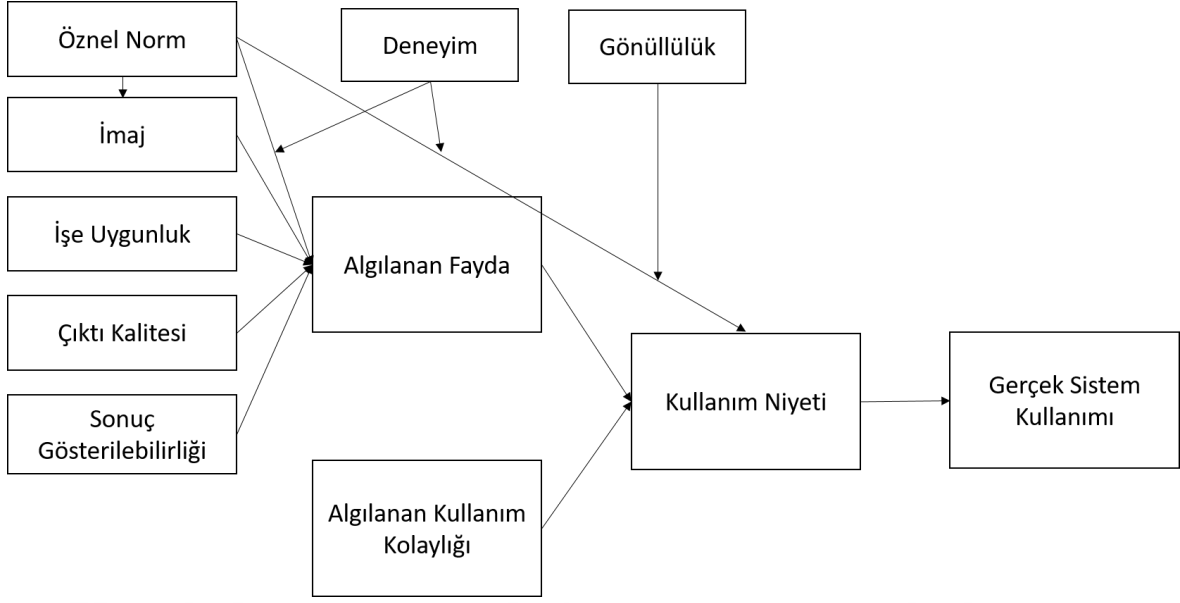 Öznel Norm
Deneyim
Gönüllülük
İmaj
İşe Uygunluk
Algılanan Fayda
Çıktı Kalitesi
Sonuç
Gösterilebilirliği
Kullanım Niyeti
Gerçek Sistem
Kullanımı
Algılanan Kullanım
Kolaylığı